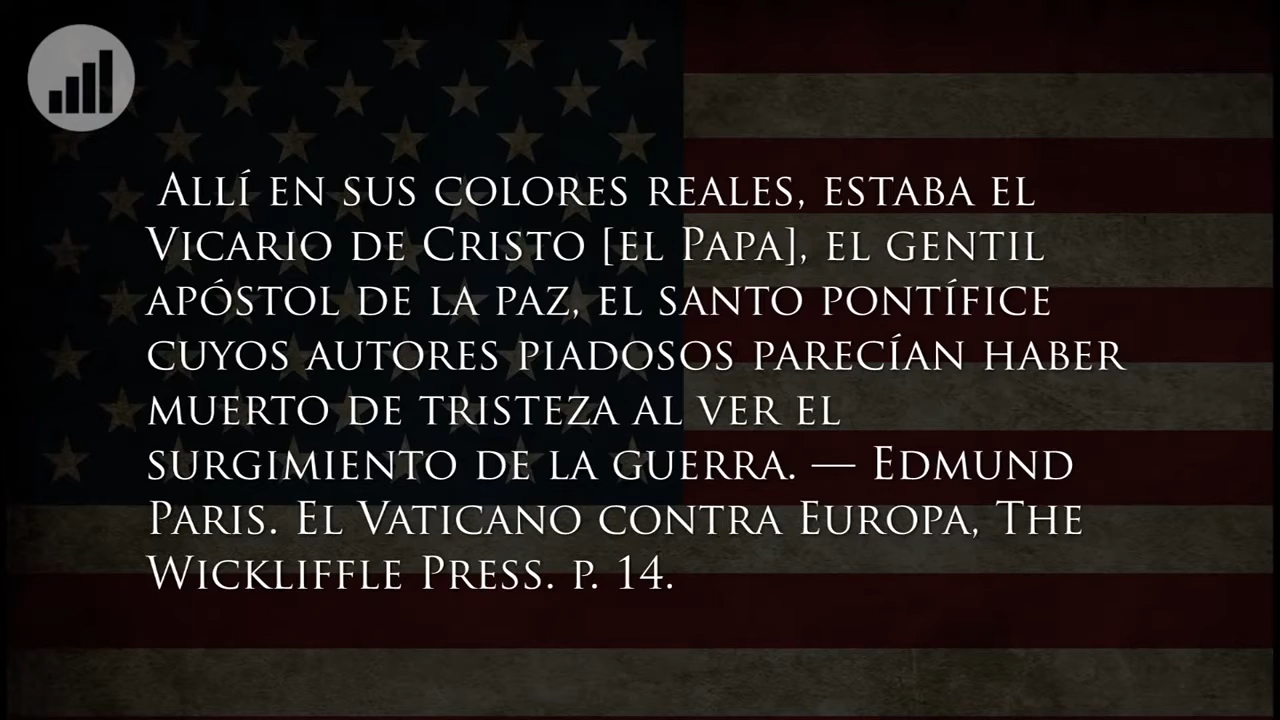 Allí en sus colores reales, estaba el
Vicario de Cristo [el Papa], el gentil
apóstol de la paz, el santo pontífice
cuyos autores piadosos parecían haber
muerto de tristeza al ver el
surgimiento de la guerra. — Edmund
Paris. El Vaticano contra Europa, The
Wickliffle Press. p. 14.